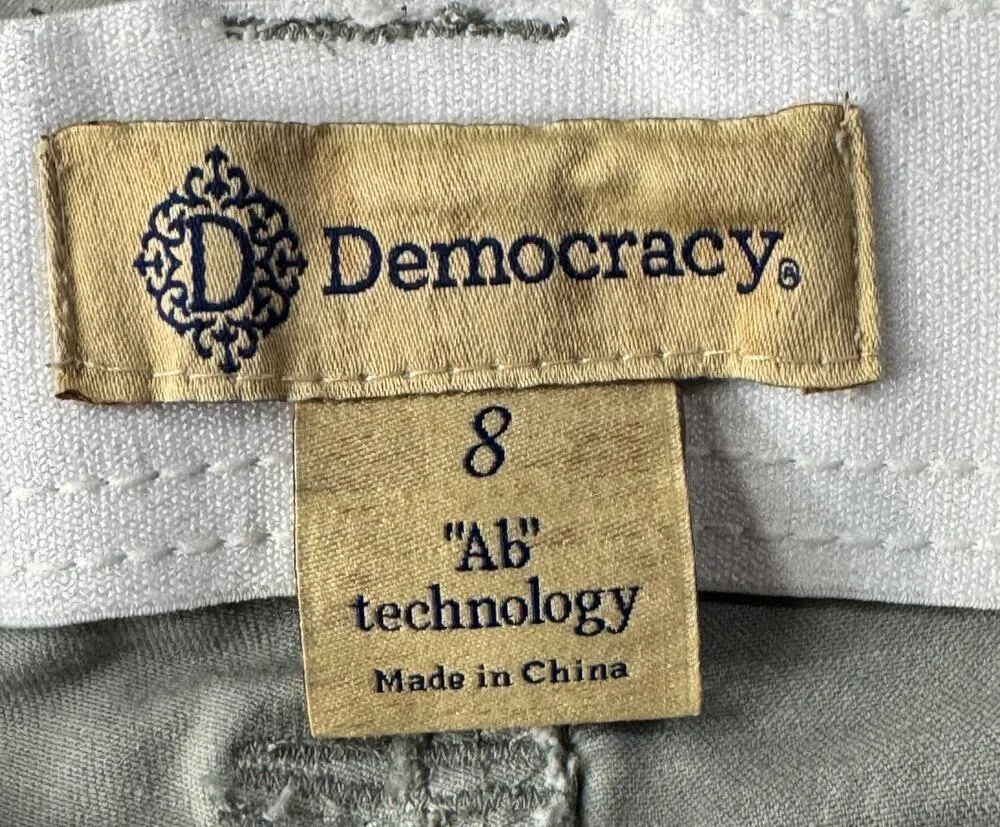 D Democracy®
8
"Ab"
technology
Made in China